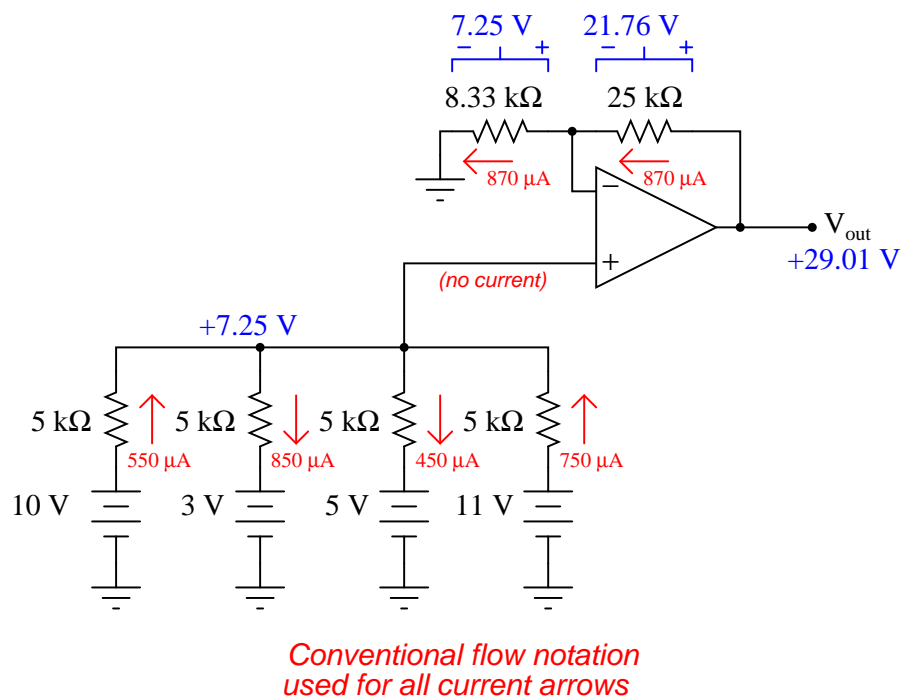 7.25 V 21.76 V
− + − +
8.33 kΩ 25 kΩ
870 μA 870 μA
−
V_out
+
+29.01 V
(no current)
+7.25 V
5 kΩ 5 kΩ 5 kΩ 5 kΩ
550 μA 850 μA 450 μA 750 μA
10 V 3 V 5 V 11 V
Conventional flow notation
used for all current arrows